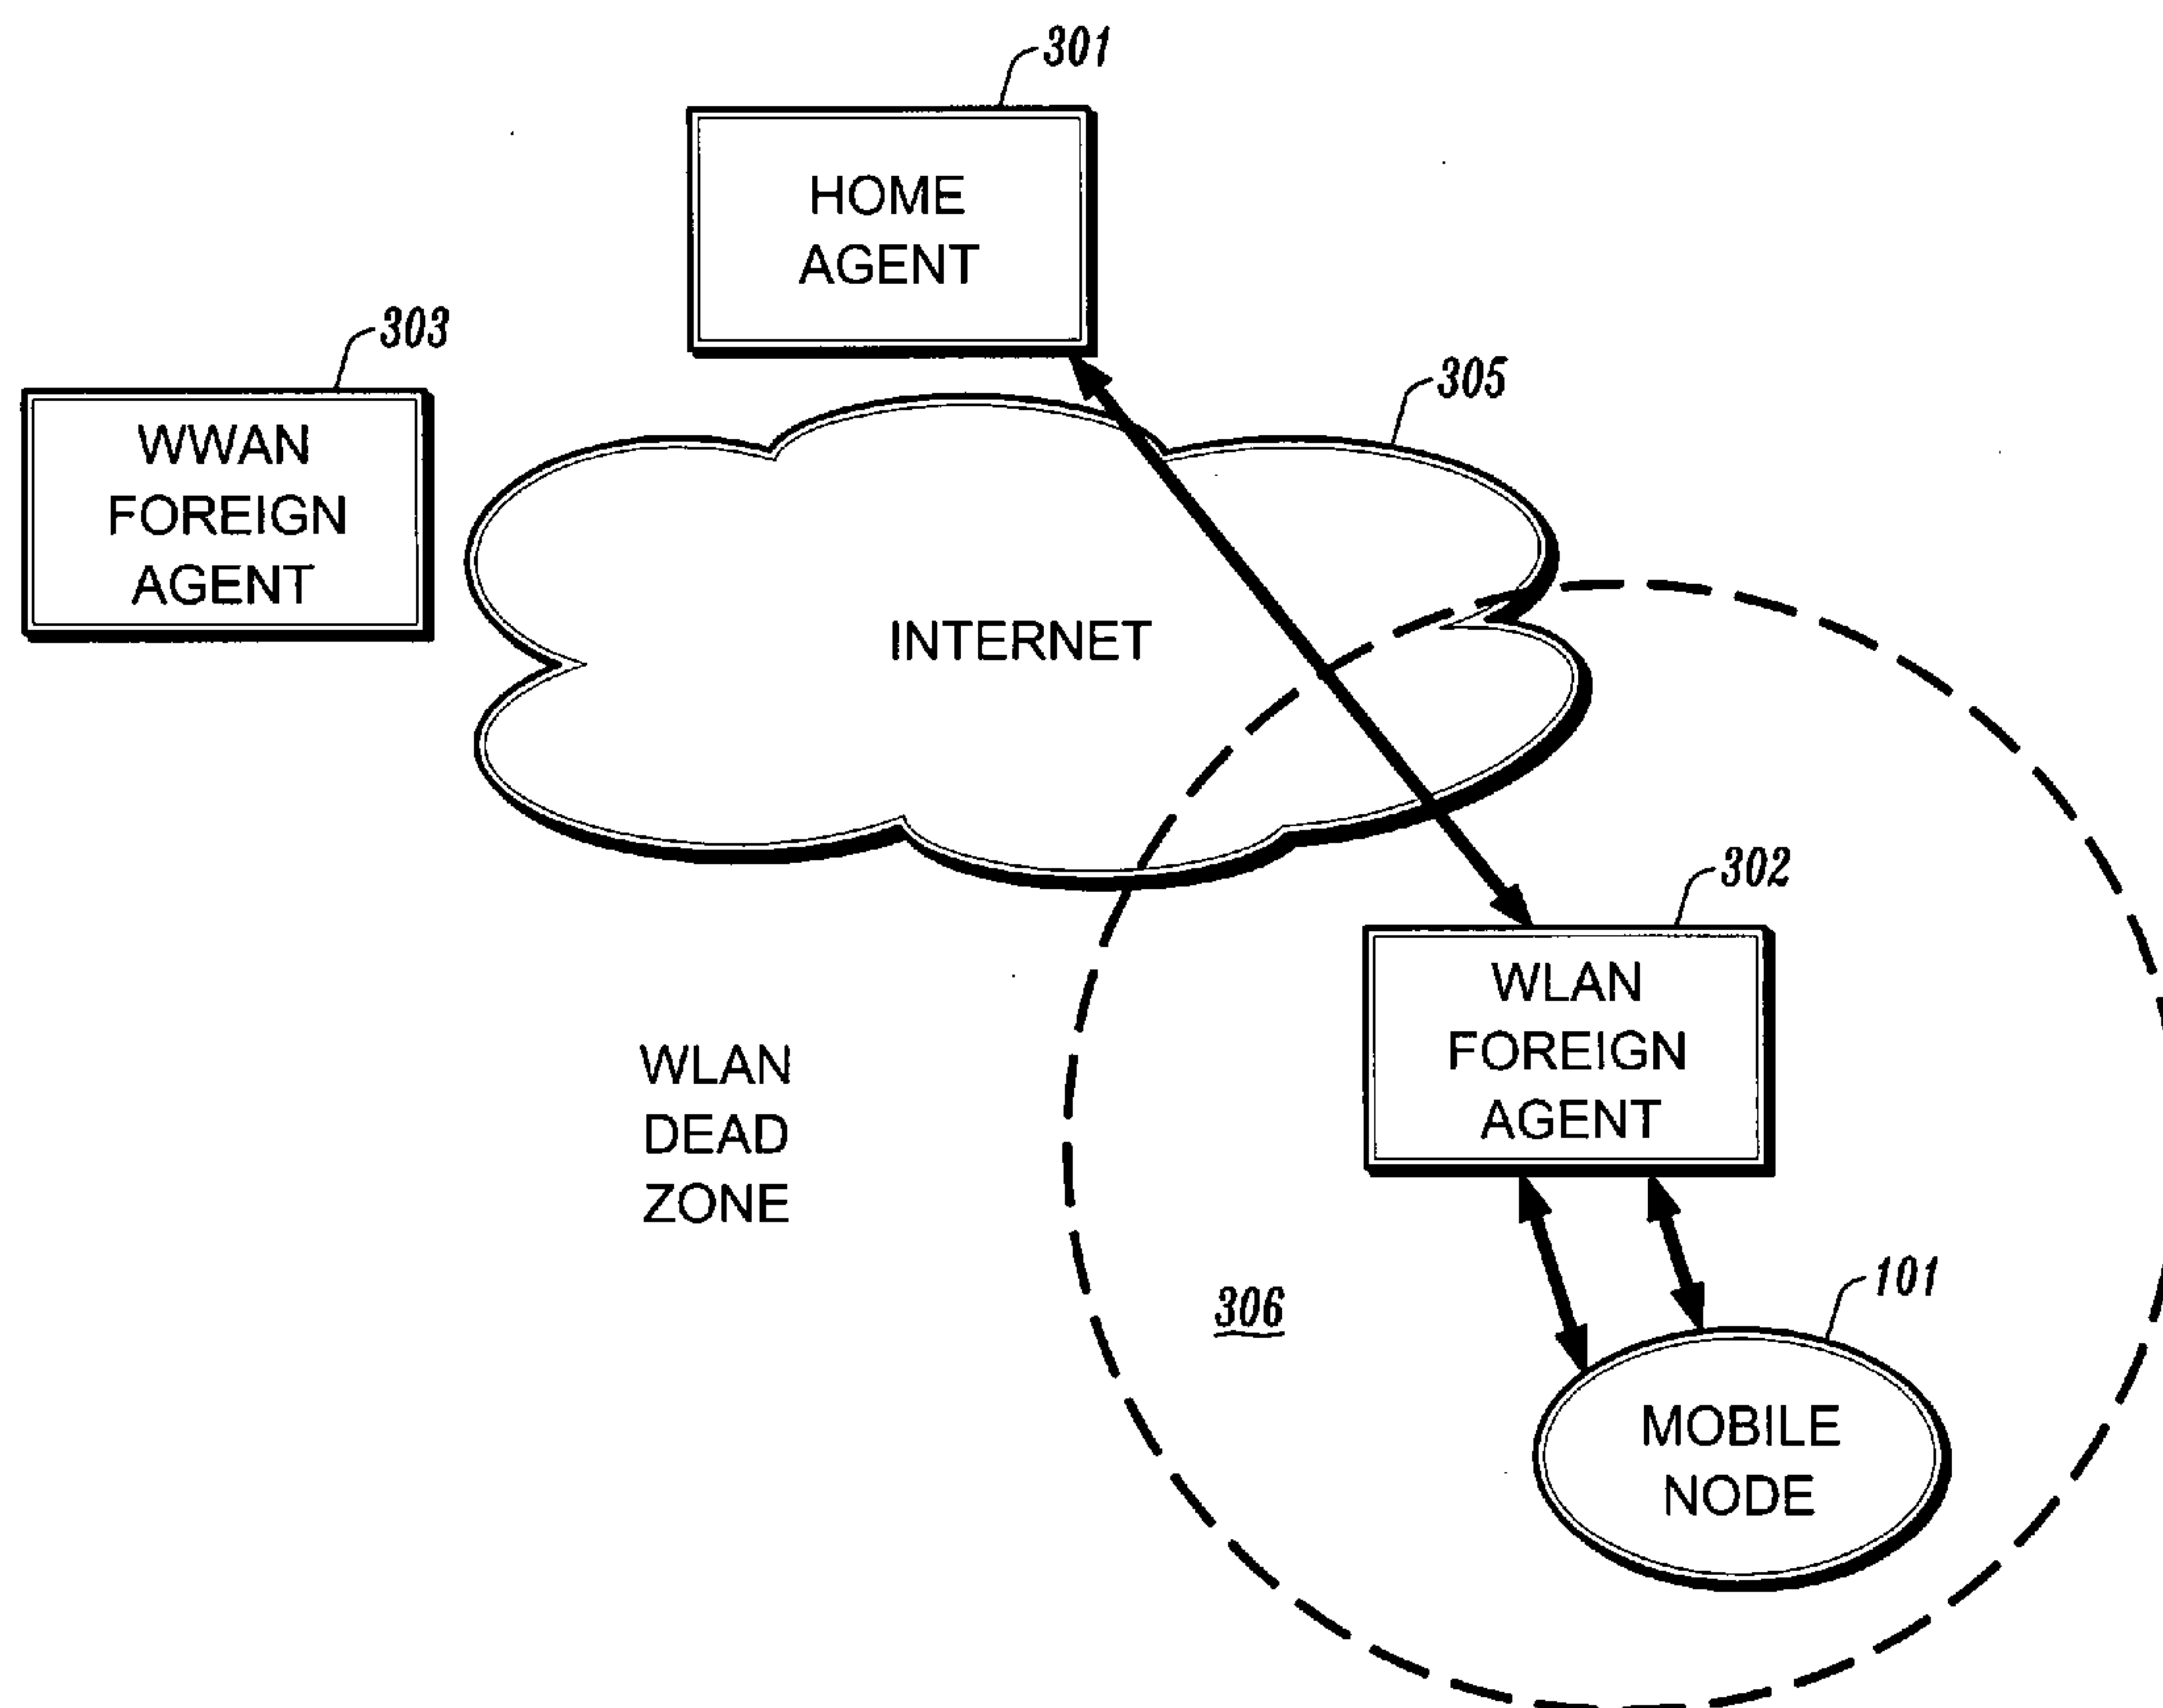 301
HOME
AGENT
303
WWAN
FOREIGN
AGENT
305
INTERNET
302
WLAN
FOREIGN
AGENT
WLAN
DEAD
ZONE
306
101
MOBILE
NODE